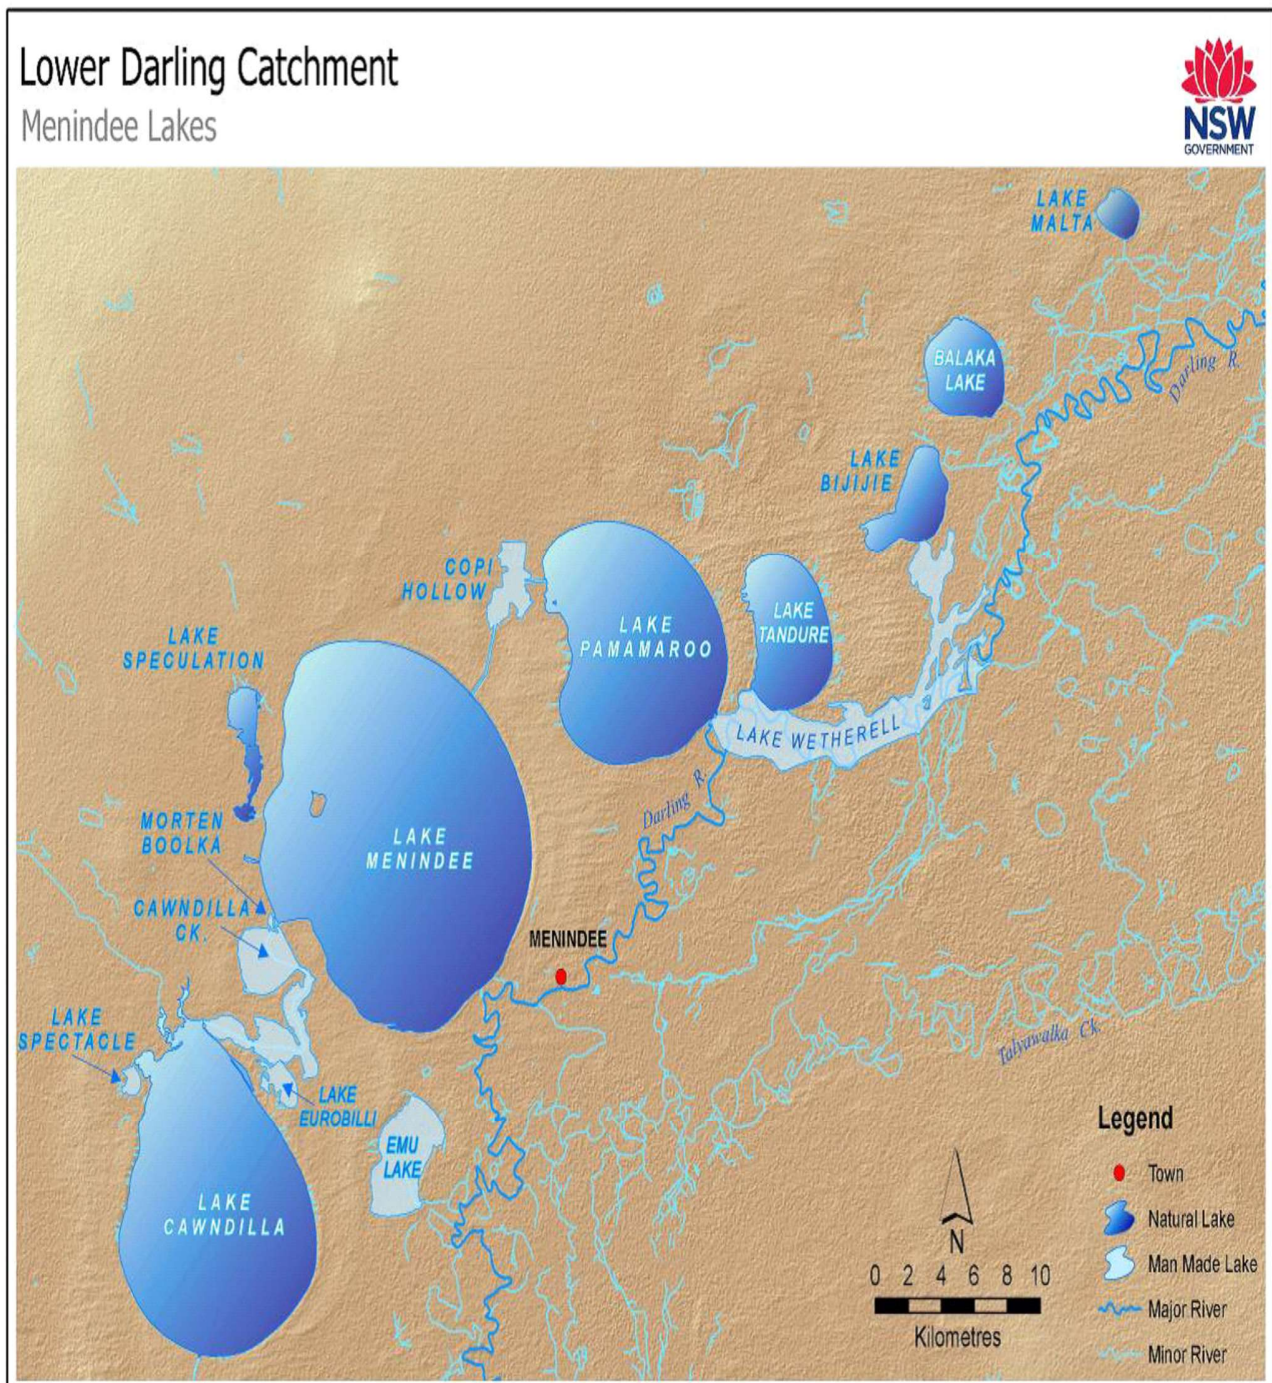 Lower Darling Catchment
Menindee Lakes
NSW
GOVERNMENT
LAKE
MALTA
BALAKA
LAKE
Darling R.
LAKE
BIJIJIE
COPI
HOLLOW
LAKE
PAMAMAROO
LAKE
TANDURE
LAKE
SPECULATION
LAKE WETHERELL
Darling R.
MORTEN
BOOLKA
LAKE
MENINDEE
CAWNDILLA
CK.
MENINDEE
LAKE
SPECTACLE
Talyawalka Ck.
LAKE
EUROBILLI
EMU
LAKE
LAKE
CAWNDILLA
N
0 2 4 6 8 10
Kilometres
Legend
Town
Natural Lake
Man Made Lake
Major River
Minor River